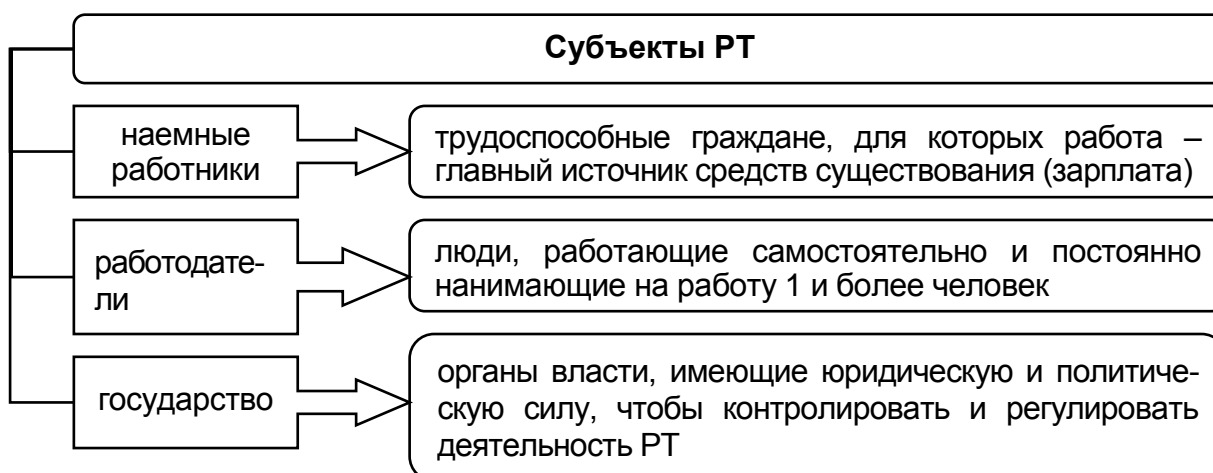 Субъекты РТ
наемные
работники
трудоспособные граждане, для которых работа –
главный источник средств существования (зарплата)
работодате-
ли
люди, работающие самостоятельно и постоянно
нанимающие на работу 1 и более человек
государство
органы власти, имеющие юридическую и политиче-
скую силу, чтобы контролировать и регулировать
деятельность РТ